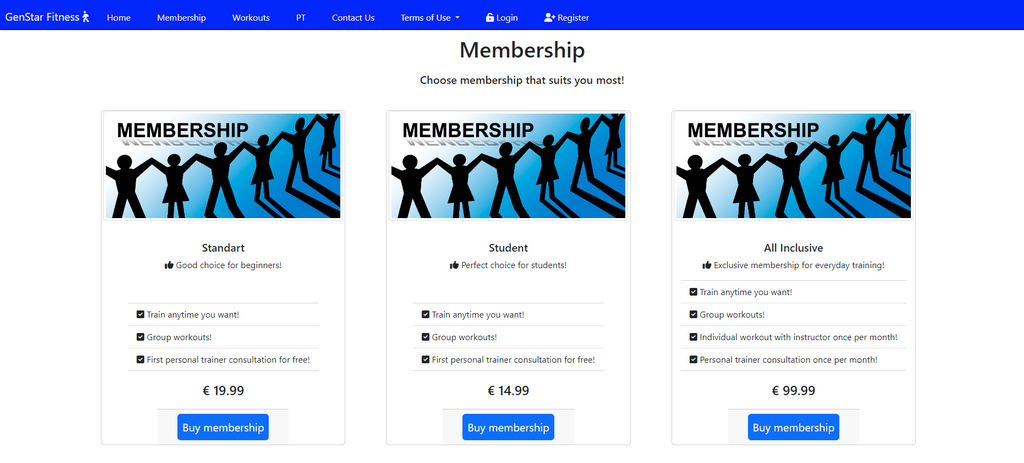 GenStar Fitness Home Membership Workouts PT Contact Us Terms of Use Login Register
Membership
Choose membership that suits you most!
MEMBERSHIP
Standart
Good choice for beginners!
Train anytime you want!
Group workouts!
First personal trainer consultation for free!
€ 19.99
Buy membership
MEMBERSHIP
Student
Perfect choice for students!
Train anytime you want!
Group workouts!
First personal trainer consultation for free!
€ 14.99
Buy membership
MEMBERSHIP
All Inclusive
Exclusive membership for everyday training!
Train anytime you want!
Group workouts!
Individual workout with instructor once per month!
Personal trainer consultation once per month!
€ 99.99
Buy membership